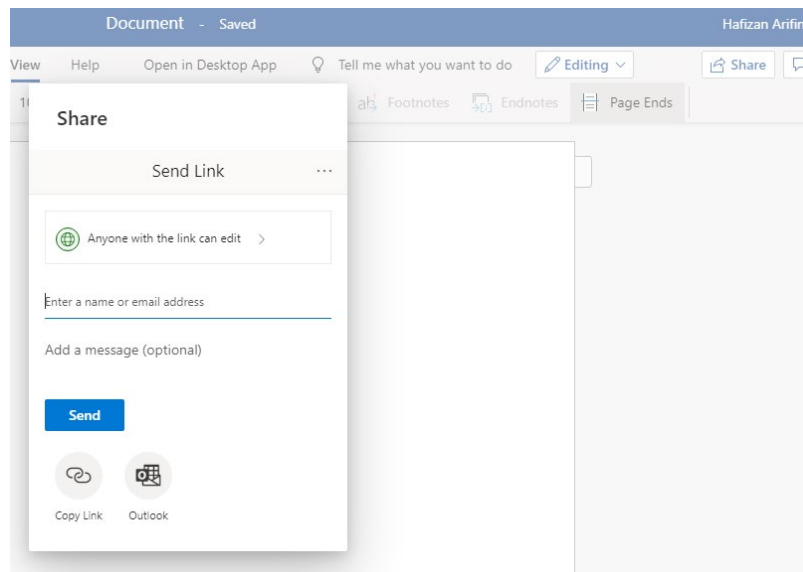 Document - Saved Hafizan Arifin
View Help Open in Desktop App Tell me what you want to do Editing Share
Footnotes Endnotes Page Ends
Share
Send Link ...
Anyone with the link can edit
Enter a name or email address
Add a message (optional)
Send
Copy Link Outlook